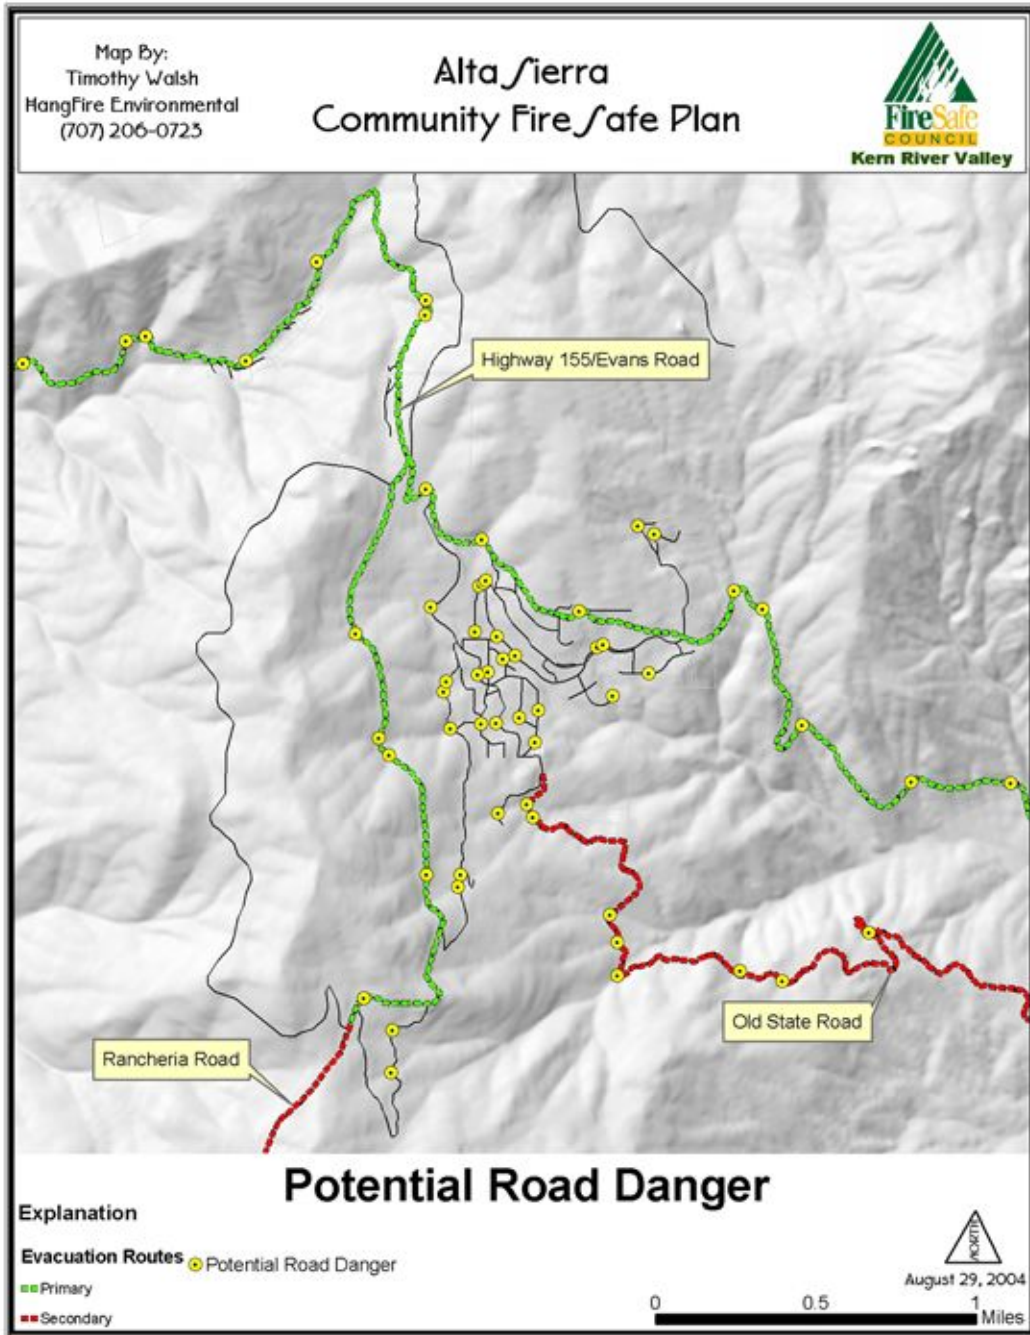 Map By:
Timothy Walsh
HangFire Environmental
(707) 206-0723
Alta Sierra
Community Fire Safe Plan
FireSafe
COUNCIL
Kern River Valley
Highway 155/Evans Road
Old State Road
Rancheria Road
Potential Road Danger
Explanation
Evacuation Routes
Potential Road Danger
Primary
Secondary
NORTH
August 29, 2004
0 0.5 1
Miles